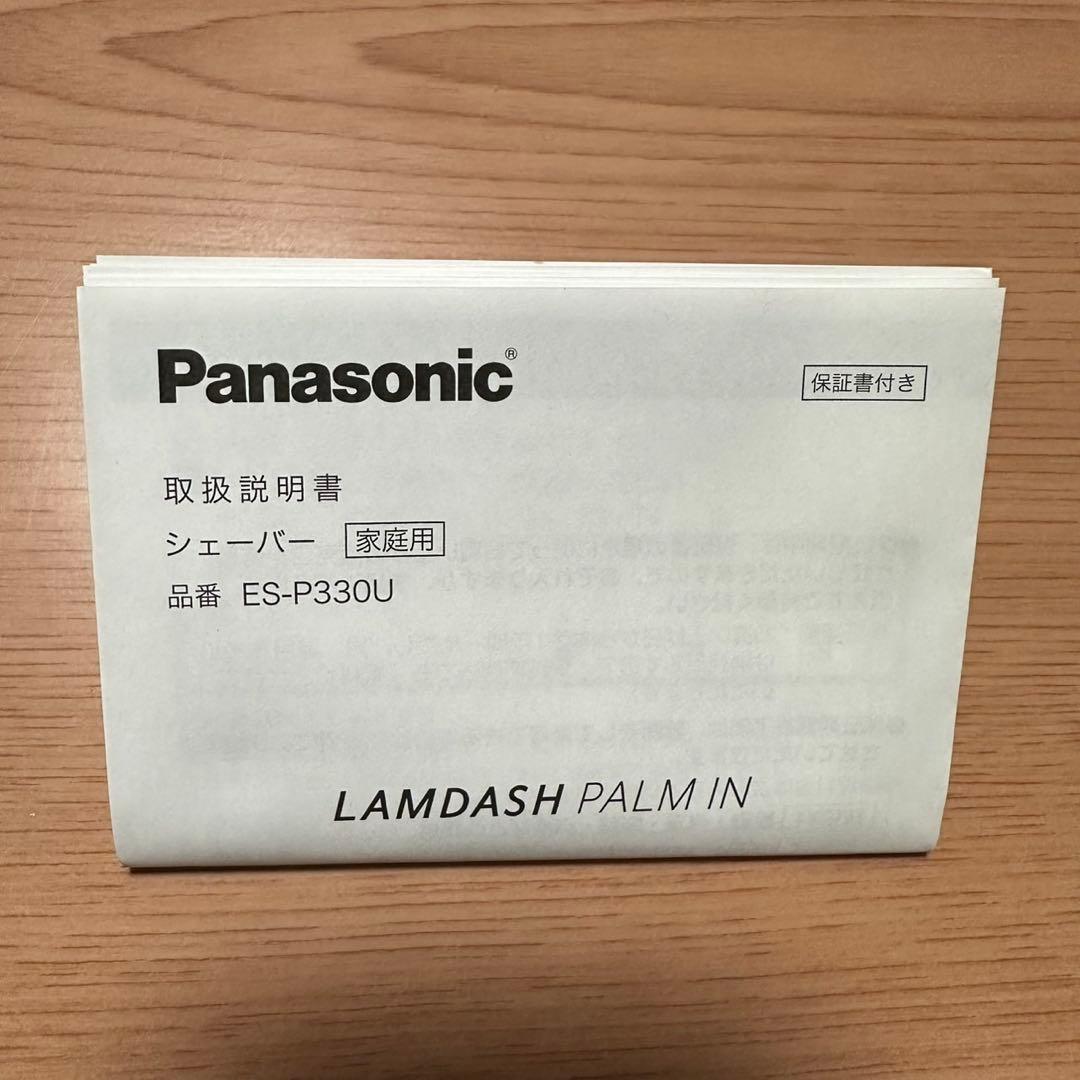 Panasonic®
保証書付き
取扱説明書
シェーバー 家庭用
品番 ES-P330U
LAMDASH PALM IN